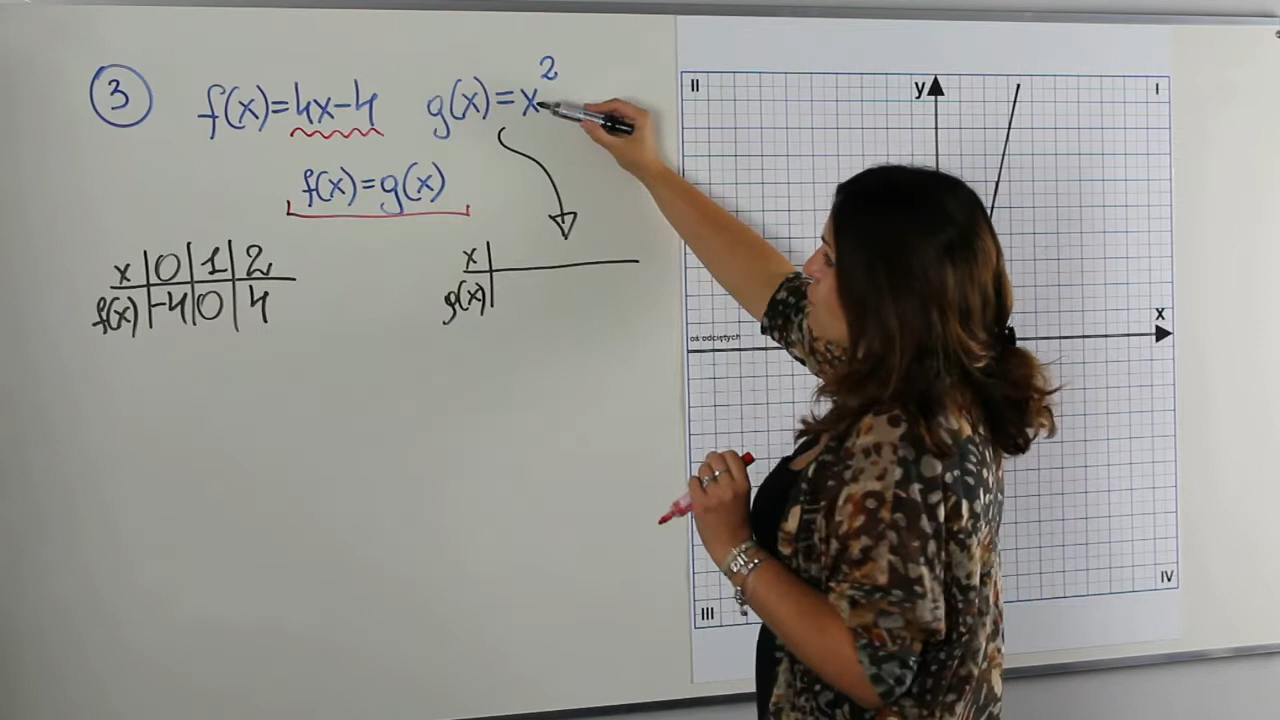 ③ f(x)=4x-4 g(x)=x²
f(x)=g(x)
x 0 1 2
f(x) -4 0 4
x
g(x)
II y I
x
oś odciętych
III IV